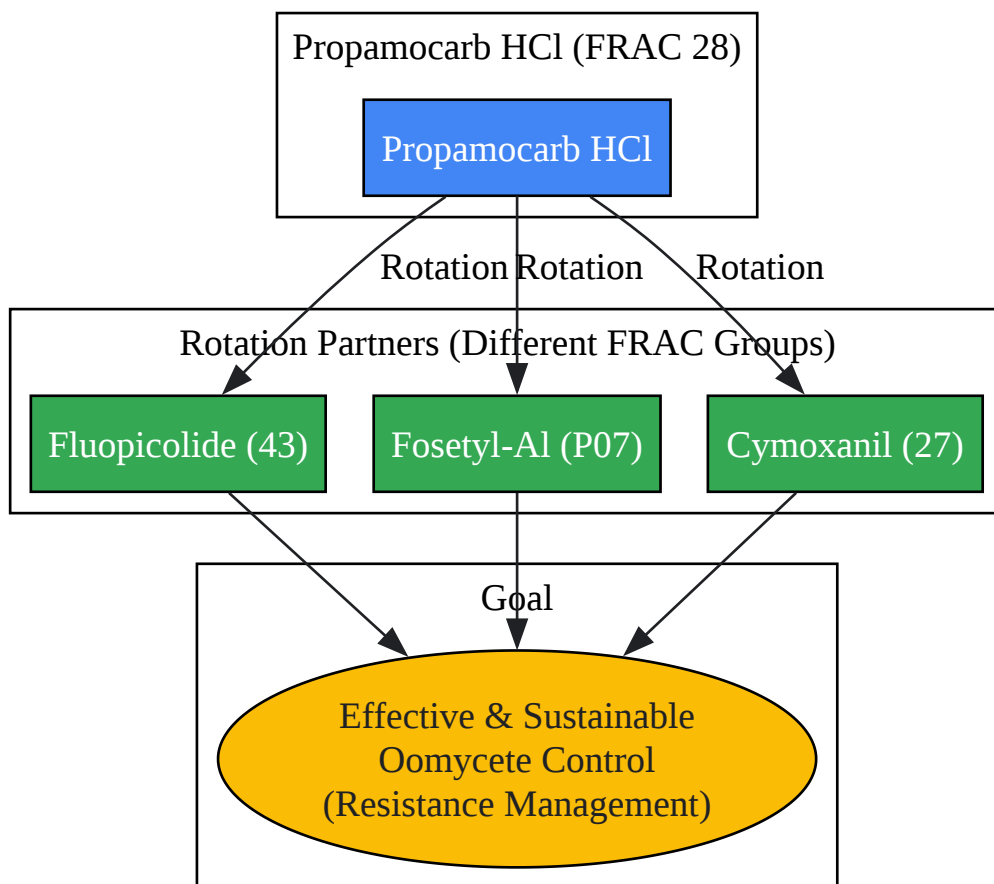 Propamocarb HCl (FRAC 28)
Propamocarb HCl
Rotation Rotation Rotation
Rotation Partners (Different FRAC Groups)
Fluopicolide (43) Fosetyl-Al (P07) Cymoxanil (27)
Goal
Effective & Sustainable
Oomycete Control
(Resistance Management)